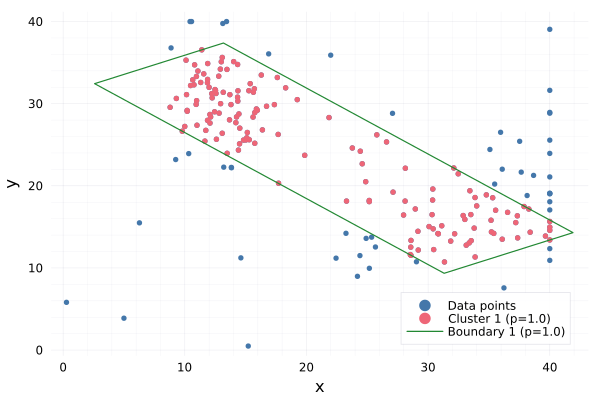 40
30
20
10
0
y
0 10 20 30 40
x
Data points
Cluster 1 (p=1.0)
Boundary 1 (p=1.0)